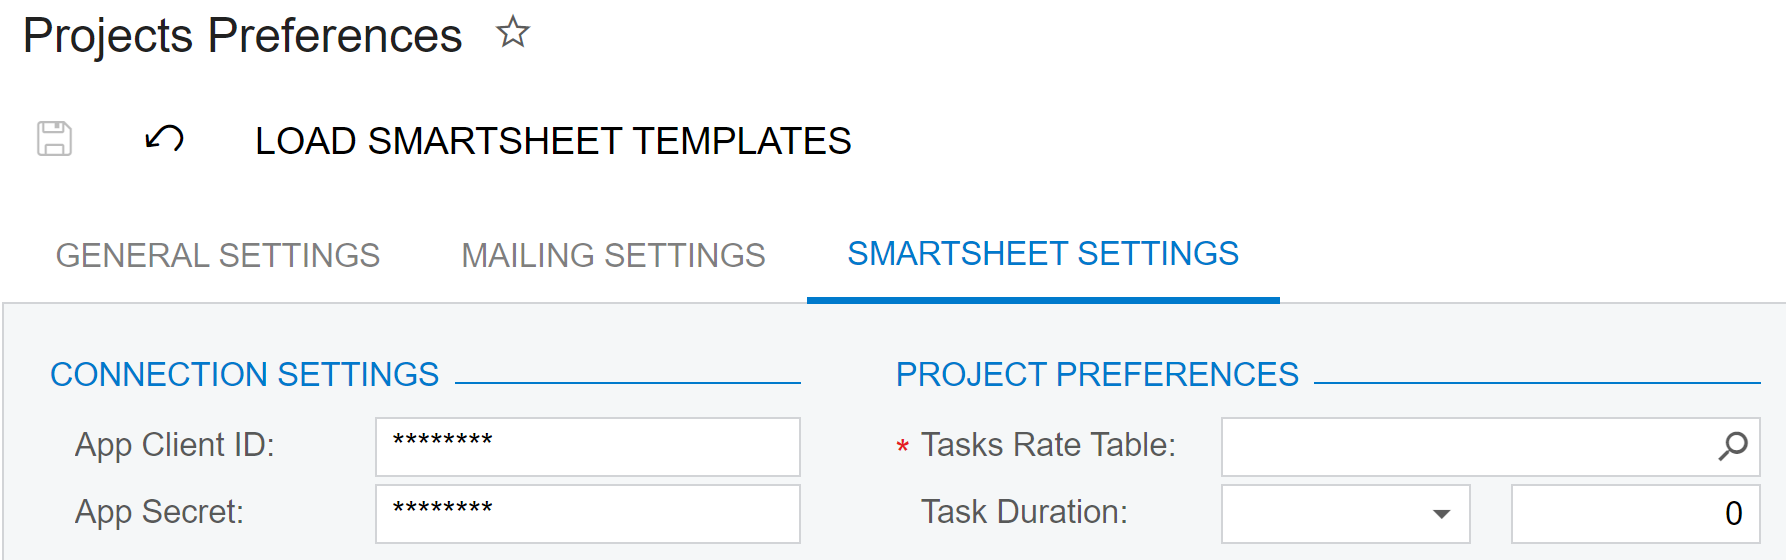 Projects Preferences
LOAD SMARTSHEET TEMPLATES
GENERAL SETTINGS MAILING SETTINGS SMARTSHEET SETTINGS
CONNECTION SETTINGS
App Client ID: ********
App Secret: ********
PROJECT PREFERENCES
* Tasks Rate Table:
Task Duration: 0